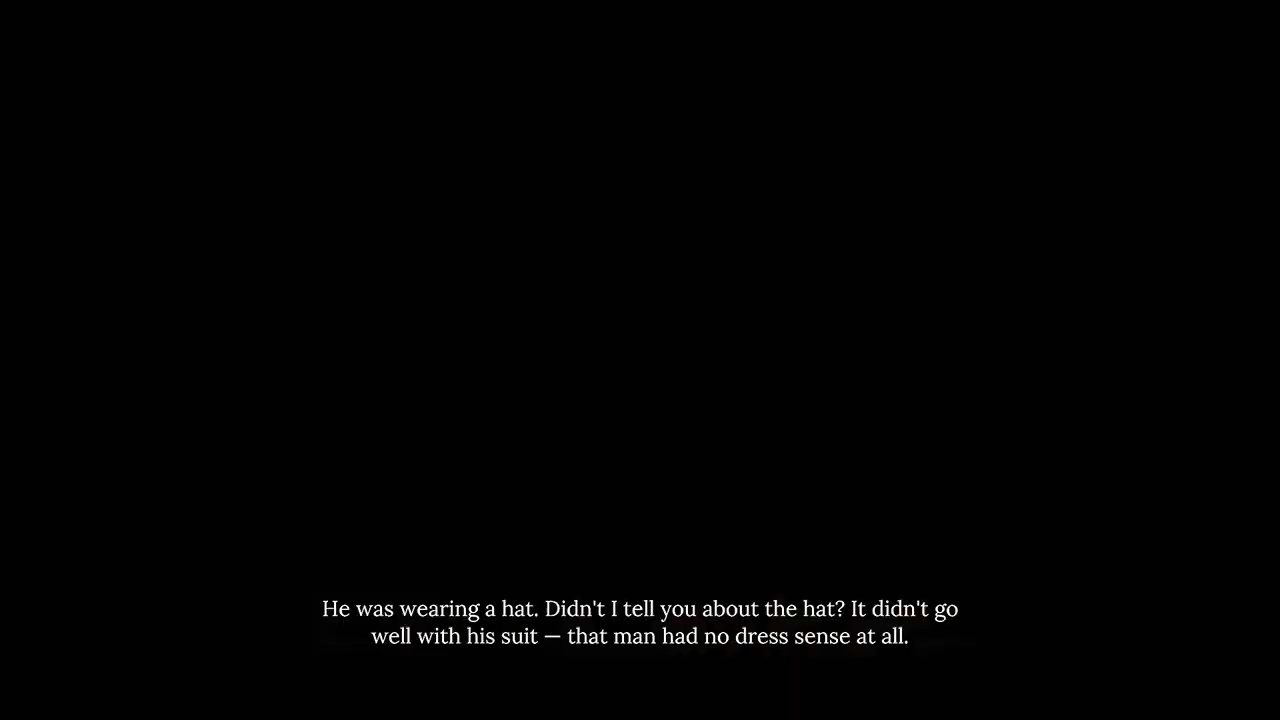 He was wearing a hat. Didn't I tell you about the hat? It didn't go
well with his suit — that man had no dress sense at all.